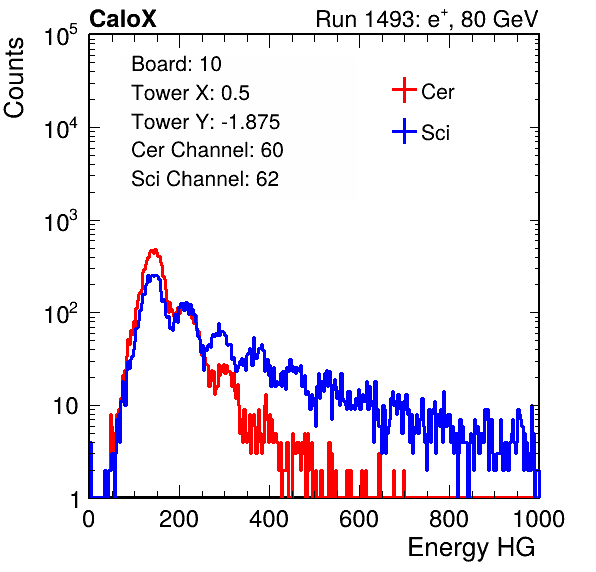 CaloX Run 1493: e⁺, 80 GeV
Counts
Board: 10
Tower X: 0.5
Tower Y: -1.875
Cer Channel: 60
Sci Channel: 62
Cer
Sci
10⁵
10⁴
10³
10²
10
1
0 200 400 600 800 1000
Energy HG